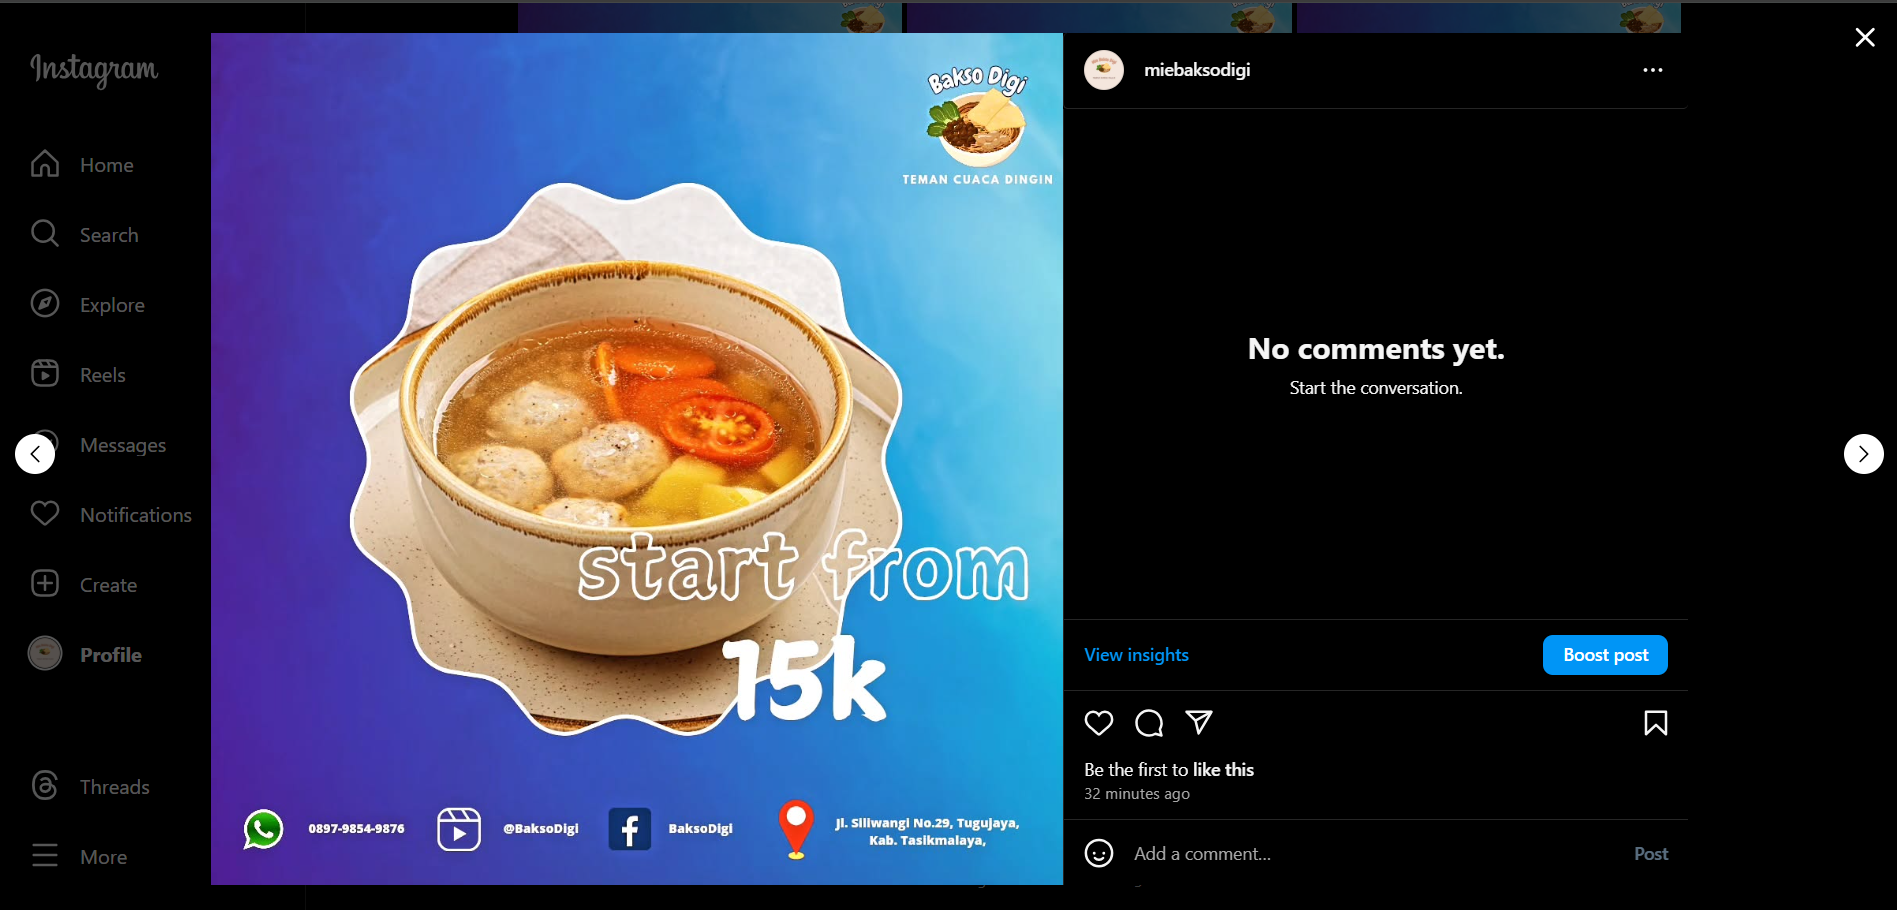 Instagram
Home
Search
Explore
Reels
Messages
Notifications
Create
Profile
Threads
More
Bakso Digi
TEMAN CUACA DINGIN
start from
15k
0897-9854-9876
@BaksoDigi
BaksoDigi
Jl. Siliwangi No.29, Tugujaya,
Kab. Tasikmalaya,
miebaksodigi
No comments yet.
Start the conversation.
View insights
Boost post
Be the first to like this
32 minutes ago
Add a comment...
Post